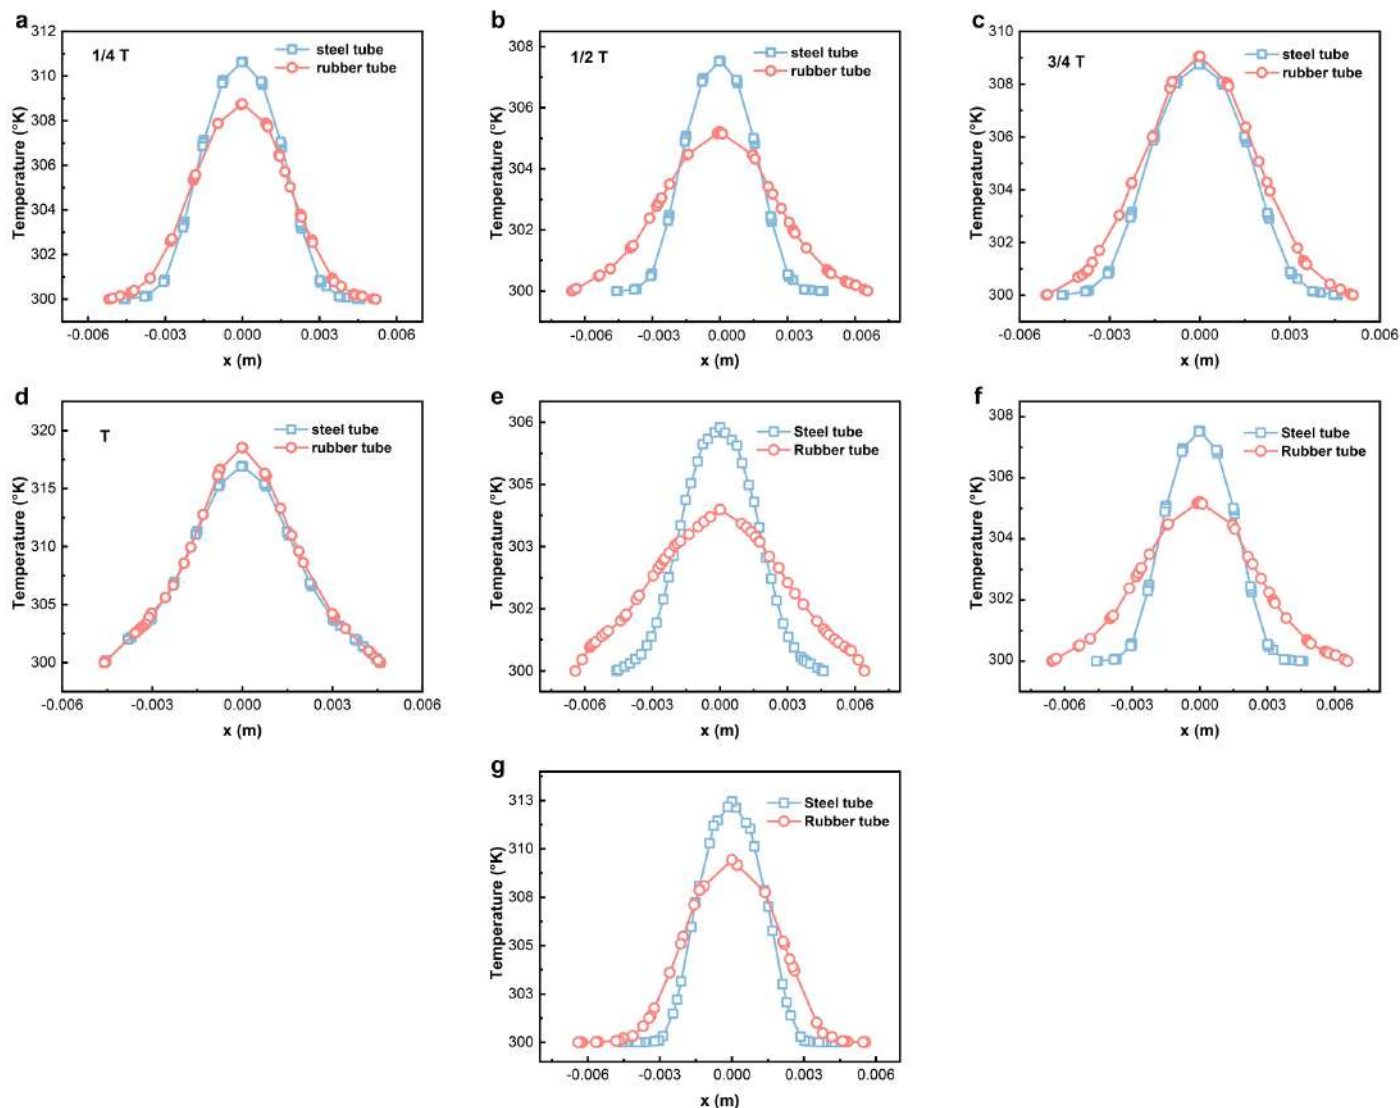 a
1/4 T
steel tube
rubber tube
312
310
308
306
304
302
300
Temperature (°K)
-0.006
-0.003
0.000
0.003
0.006
x (m)
b
1/2 T
steel tube
rubber tube
308
306
305
304
302
300
Temperature (°K)
-0.006
-0.003
0.000
0.003
0.006
x (m)
c
3/4 T
steel tube
rubber tube
310
308
306
304
302
300
Temperature (°K)
-0.006
-0.003
0.000
0.003
0.006
x (m)
d
T
steel tube
rubber tube
320
315
310
305
300
Temperature (°K)
-0.006
-0.003
0.000
0.003
0.006
x (m)
e
Steel tube
Rubber tube
306
305
303
302
300
Temperature (°K)
-0.006
-0.003
0.000
0.003
0.006
x (m)
f
Steel tube
Rubber tube
308
306
305
304
302
300
Temperature (°K)
-0.006
-0.003
0.000
0.003
0.006
x (m)
g
Steel tube
Rubber tube
313
310
308
305
303
300
Temperature (°K)
-0.006
-0.003
0.000
0.003
0.006
x (m)